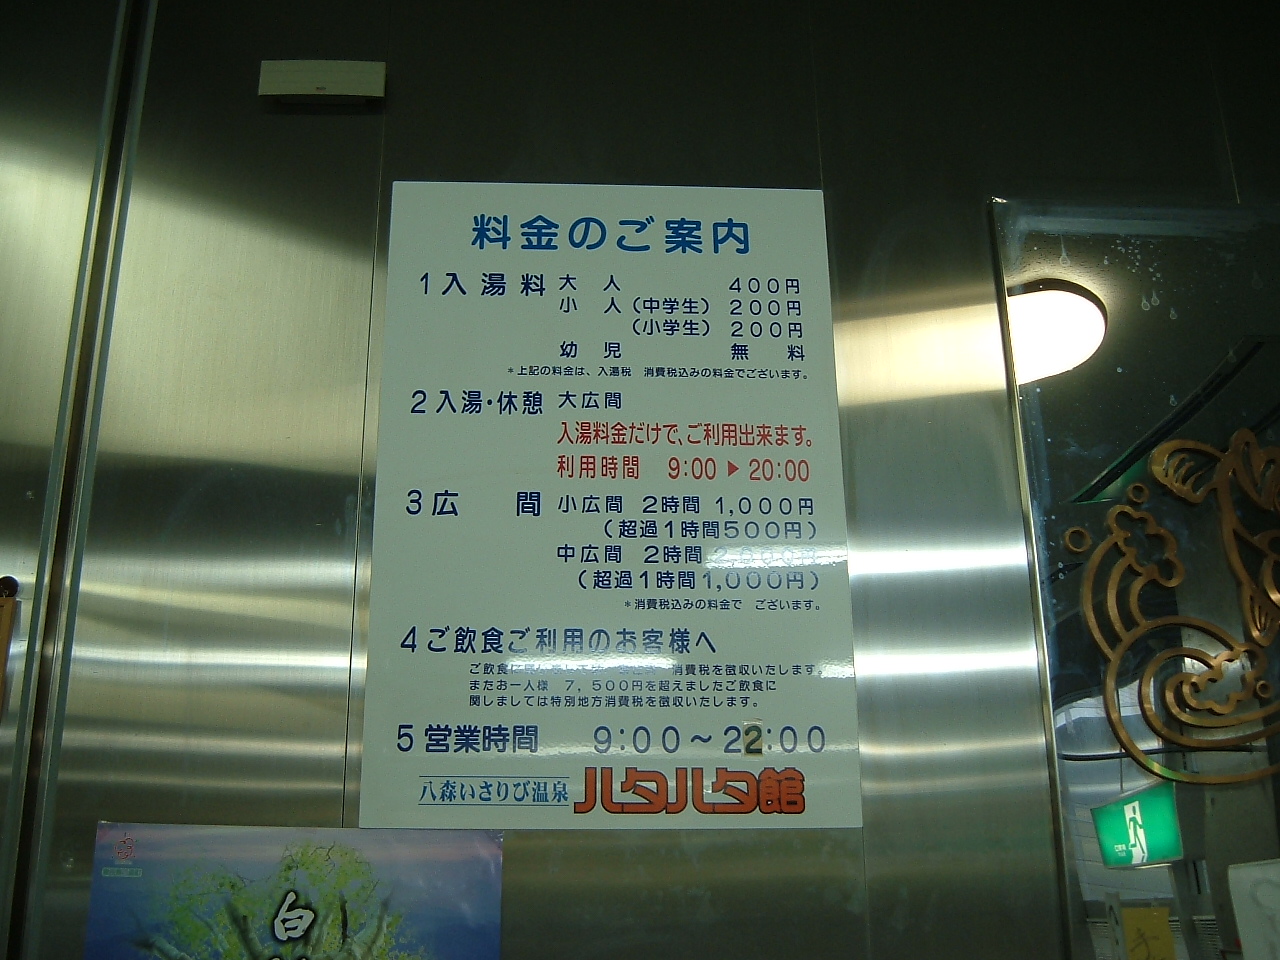 料金のご案内
1入湯料 大人 400円
小人(中学生) 200円
(小学生) 200円
幼児 無料
*上記の料金は、入湯税 消費税込みの料金でございます。
2入湯・休憩 大広間
入湯料金だけで、ご利用出来ます。
利用時間 9:00 ▶ 20:00
3広間 小広間 2時間 1,000円
(超過1時間500円)
中広間 2時間 2,000円
(超過1時間1,000円)
*消費税込みの料金で ございます。
4ご飲食ご利用のお客様へ
ご飲食に 消費税を徴収いたします。
またお一人様 7,500円を超えましたご飲食に
関しましては特別地方消費税を徴収いたします。
5営業時間 9:00～22:00
八森いさりび温泉 ハタハタ館
白